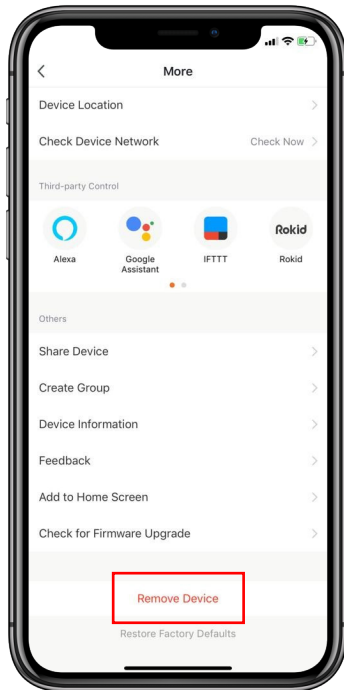 More
Device Location
Check Device Network Check Now
Third-party Control
Alexa
Google
Assistant
IFTTT
Rokid
Rokid
Others
Share Device
Create Group
Device Information
Feedback
Add to Home Screen
Check for Firmware Upgrade
Remove Device
Restore Factory Defaults